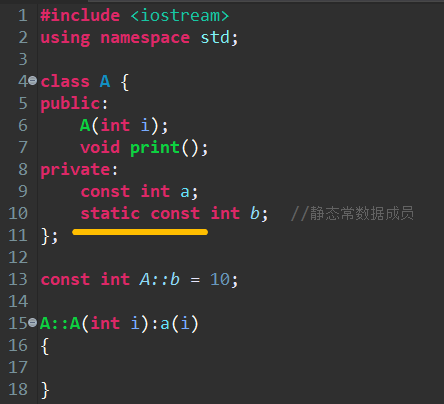 1 #include <iostream>
2 using namespace std;
3
4 class A {
5 public:
6     A(int i);
7     void print();
8 private:
9     const int a;
10     static const int b;  //静态常数据成员
11 };
12
13 const int A::b = 10;
14
15 A::A(int i):a(i)
16 {
17
18 }